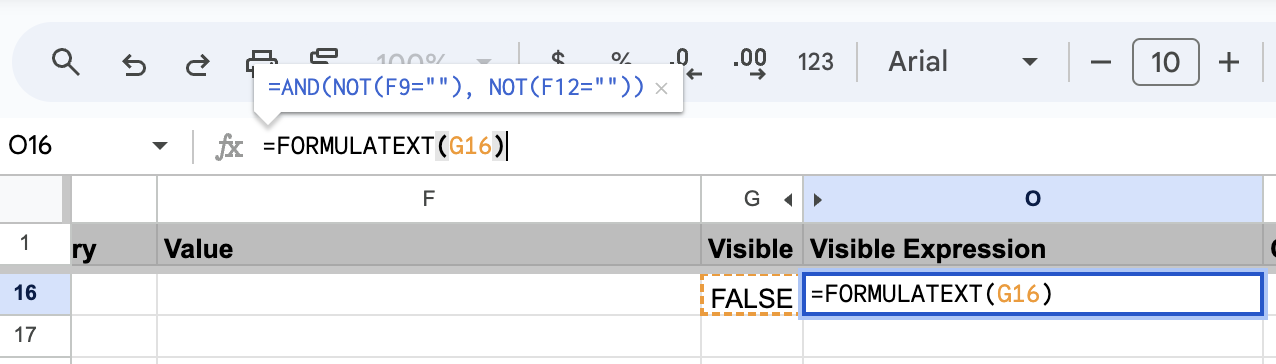 100% $ % .0 .00 123 Arial 10
=AND(NOT(F9=""), NOT(F12=""))
O16 fx =FORMULATEXT(G16)
F G O
1 ry Value Visible Visible Expression
16 FALSE =FORMULATEXT(G16)
17